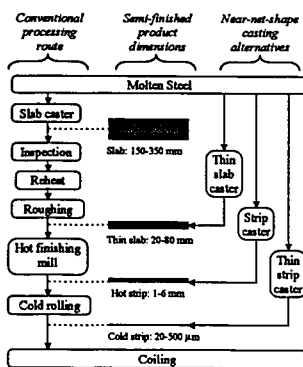 Conventional
processing
route
Semi-finished
product
dimensions
Near-net-shape
casting
alternatives
Molten Steel
Slab caster
Slab: 150-350 mm
Inspection
Reheat
Roughing
Thin slab
caster
Thin slab: 20-80 mm
Strip
caster
Hot finishing
mill
Thin
strip
caster
Hot strip: 1-6 mm
Cold rolling
Cold strip: 20-500 µm
Coiling